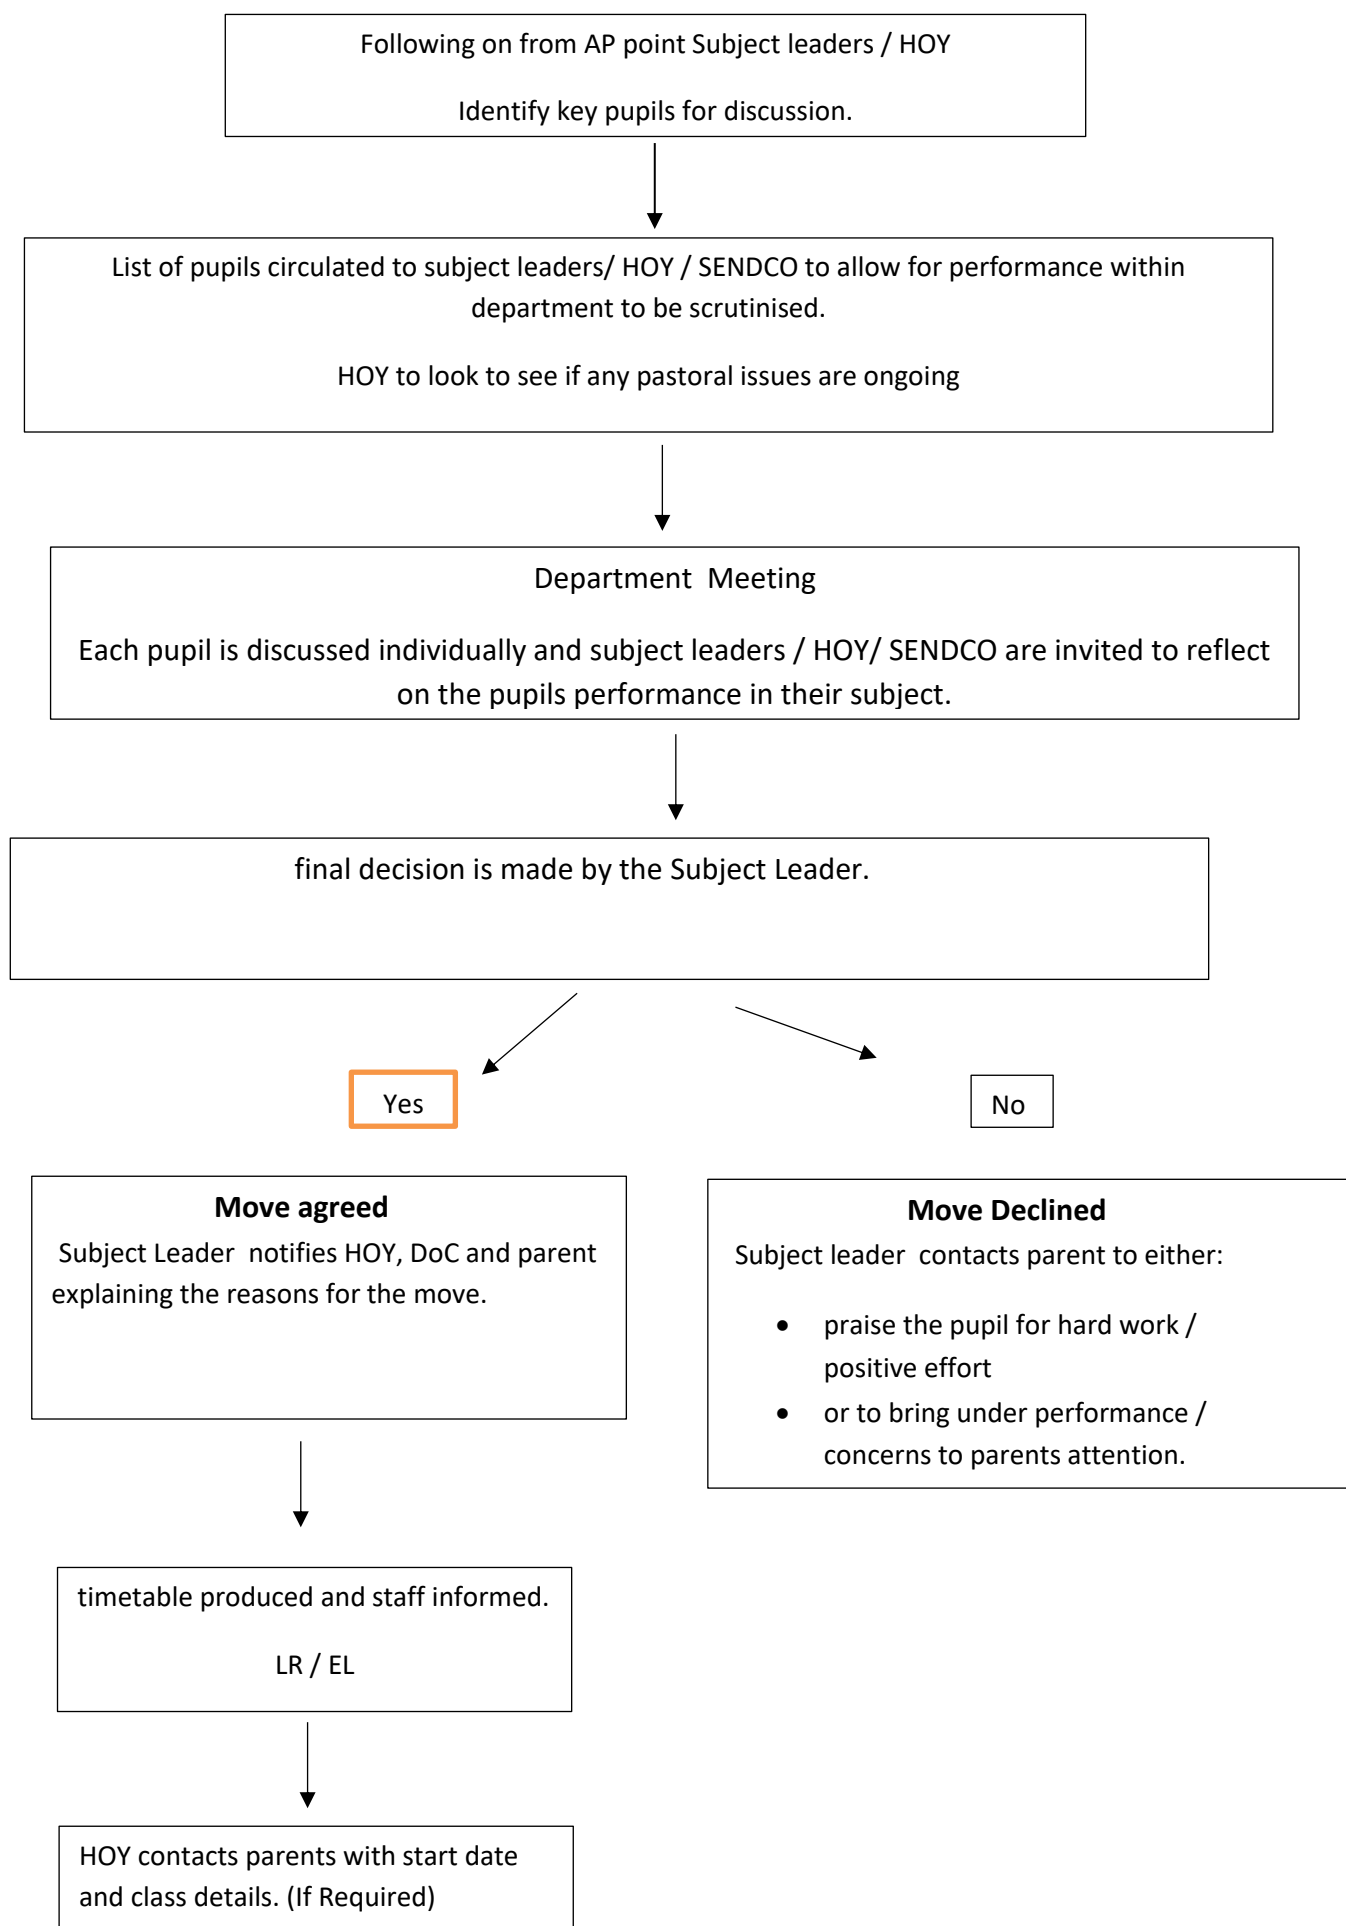 Following on from AP point Subject leaders / HOY
Identify key pupils for discussion.
List of pupils circulated to subject leaders/ HOY / SENDCO to allow for performance within
department to be scrutinised.
HOY to look to see if any pastoral issues are ongoing
Department  Meeting
Each pupil is discussed individually and subject leaders / HOY/ SENDCO are invited to reflect
on the pupils performance in their subject.
final decision is made by the Subject Leader.
Yes
No
Move agreed
Subject Leader  notifies HOY, DoC and parent
explaining the reasons for the move.
Move Declined
Subject leader  contacts parent to either:
• praise the pupil for hard work /
positive effort
• or to bring under performance /
concerns to parents attention.
timetable produced and staff informed.
LR / EL
HOY contacts parents with start date
and class details. (If Required)